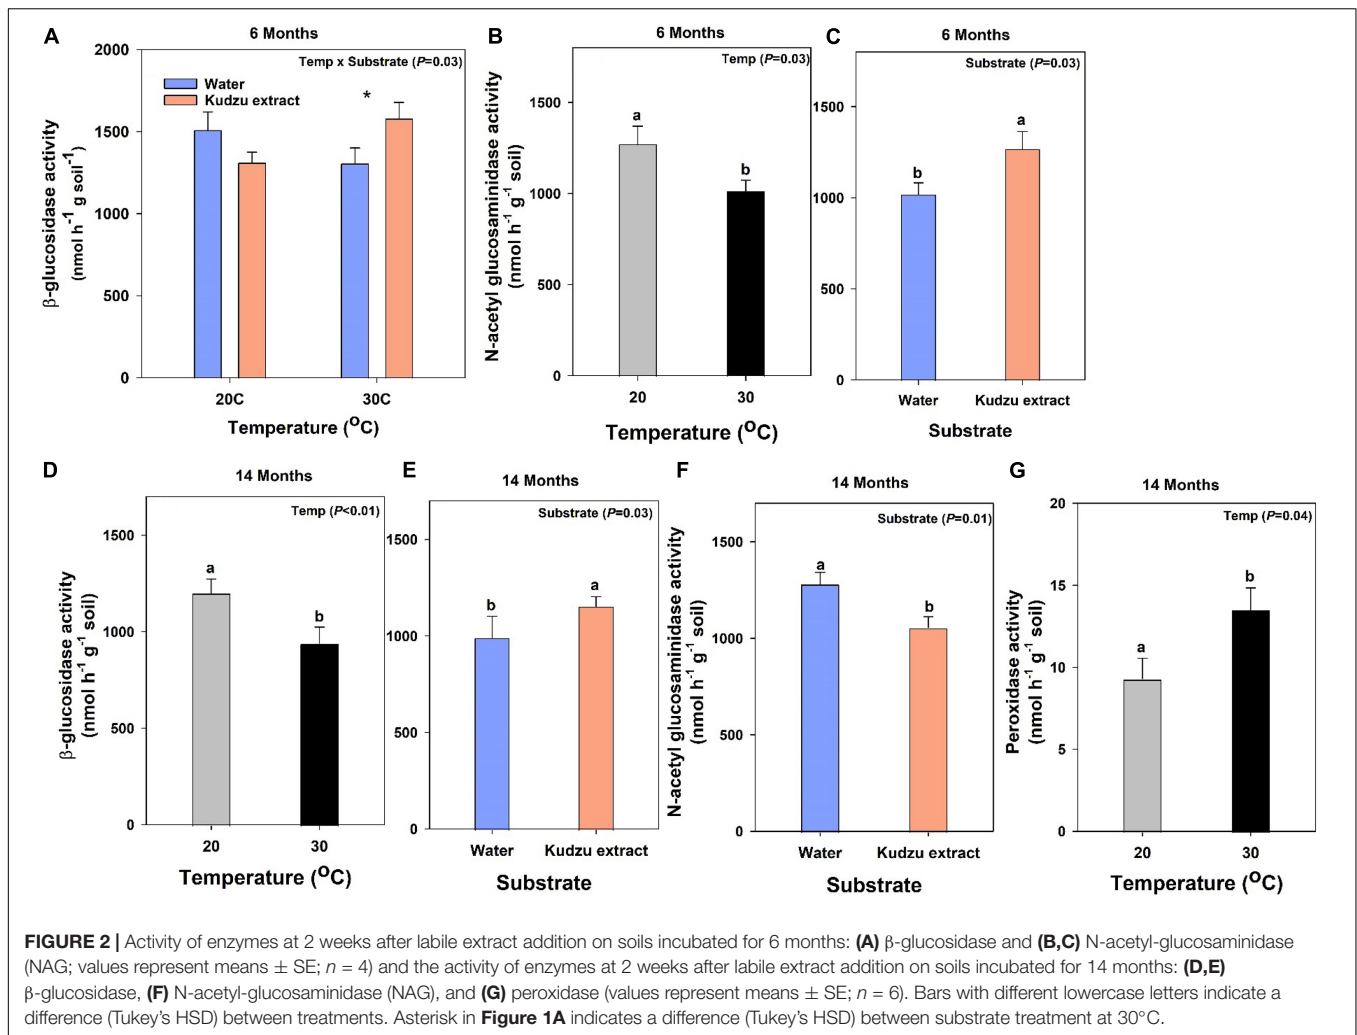 A
6 Months
2000
1500
1000
500
0
Temp x Substrate (P=0.03)
Water
Kudzu extract
*
β-glucosidase activity
(nmol h⁻¹ g soil⁻¹)
20C
30C
Temperature (°C)
B
6 Months
Temp (P=0.03)
1500
1000
500
0
a
b
N-acetyl glucosaminidase activity
(nmol h⁻¹ g⁻¹ soil)
20
30
Temperature (°C)
C
6 Months
Substrate (P=0.03)
1500
1000
500
0
b
a
Water
Kudzu extract
Substrate
D
14 Months
Temp (P<0.01)
1500
1000
500
0
a
b
β-glucosidase activity
(nmol h⁻¹ g⁻¹ soil)
20
30
Temperature (°C)
E
14 Months
Substrate (P=0.03)
1500
1000
500
0
b
a
Water
Kudzu extract
Substrate
F
14 Months
Substrate (P=0.01)
1500
1000
500
0
a
b
N-acetyl glucosaminidase activity
(nmol h⁻¹ g⁻¹ soil)
Water
Kudzu extract
Substrate
G
14 Months
Temp (P=0.04)
20
15
10
5
0
a
b
Peroxidase activity
(nmol h⁻¹ g⁻¹ soil)
20
30
Temperature (°C)
FIGURE 2 | Activity of enzymes at 2 weeks after labile extract addition on soils incubated for 6 months: (A) β-glucosidase and (B,C) N-acetyl-glucosaminidase
(NAG; values represent means ± SE; n = 4) and the activity of enzymes at 2 weeks after labile extract addition on soils incubated for 14 months: (D,E)
β-glucosidase, (F) N-acetyl-glucosaminidase (NAG), and (G) peroxidase (values represent means ± SE; n = 6). Bars with different lowercase letters indicate a
difference (Tukey's HSD) between treatments. Asterisk in Figure 1A indicates a difference (Tukey's HSD) between substrate treatment at 30°C.